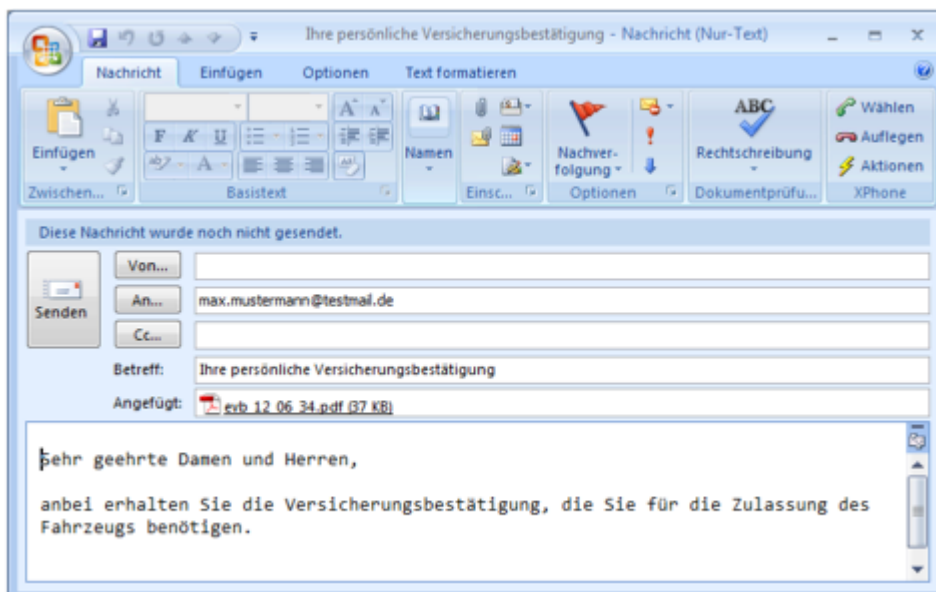 Ihre persönliche Versicherungsbestätigung - Nachricht (Nur-Text)
Nachricht Einfügen Optionen Text formatieren
Einfügen
F K U
A A
Namen
Nachver-
folgung
ABC
Rechtschreibung
Wählen
Auflegen
Aktionen
Zwischen... Basistext Einsc... Optionen Dokumentprüfu... XPhone
Diese Nachricht wurde noch nicht gesendet.
Senden
Von...
An... max.mustermann@testmail.de
Cc...
Betreff: Ihre persönliche Versicherungsbestätigung
Angefügt: evb_12_06_34.pdf (37 KB)
Sehr geehrte Damen und Herren,
anbei erhalten Sie die Versicherungsbestätigung, die Sie für die Zulassung des
Fahrzeugs benötigen.